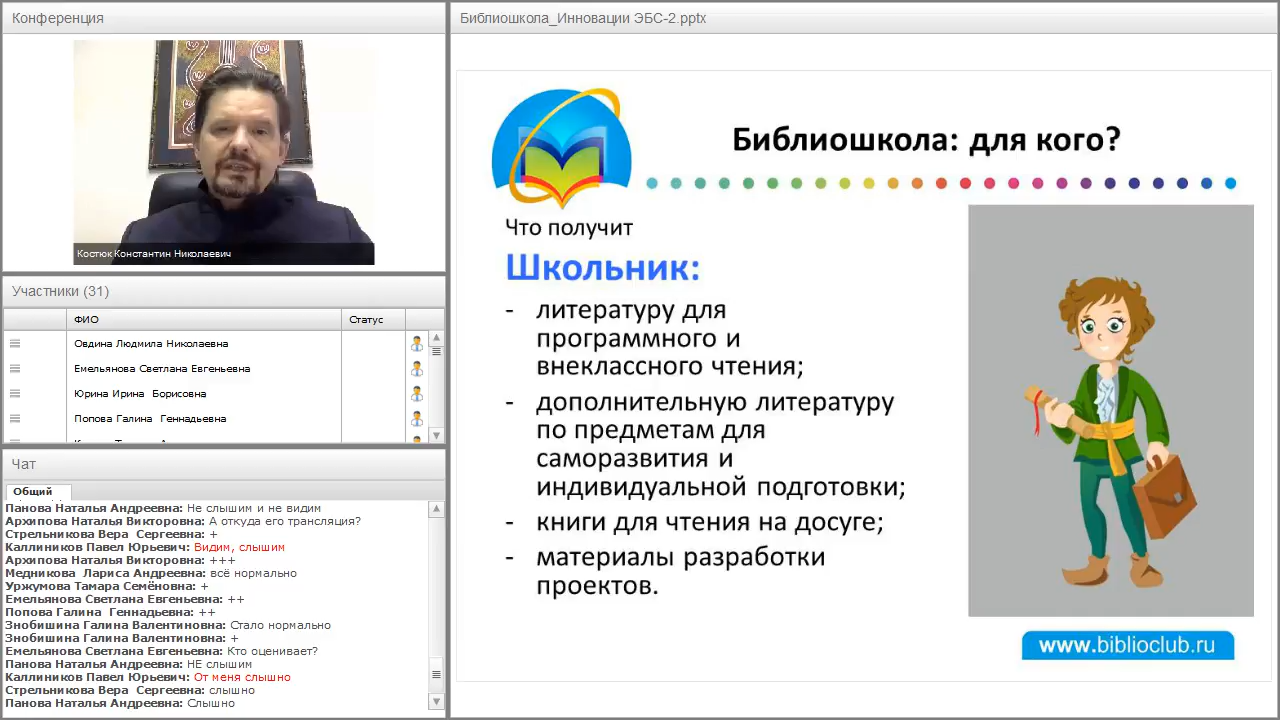 Конференция
Костюк Константин Николаевич
Участники (31)
ФИО
Статус
Овдина Людмила Николаевна
Емельянова Светлана Евгеньевна
Юрина Ирина Борисовна
Попова Галина Геннадьевна
Чат
Общий
Панова Наталья Андреевна: Не слышим и не видим
Архипова Наталья Викторовна: А откуда его трансляция?
Стрельникова Вера Сергеевна: +
Каллиников Павел Юрьевич: Видим, слышим
Архипова Наталья Викторовна: +++
Медникова Лариса Андреевна: всё нормально
Уржумова Тамара Семёновна: +
Емельянова Светлана Евгеньевна: ++
Попова Галина Геннадьевна: ++
Знобишина Галина Валентиновна: Стало нормально
Знобишина Галина Валентиновна: +
Емельянова Светлана Евгеньевна: Кто оценивает?
Панова Наталья Андреевна: НЕ слышим
Каллиников Павел Юрьевич: От меня слышно
Стрельникова Вера Сергеевна: слышно
Панова Наталья Андреевна: Слышно
Библиошкола_Инновации ЭБС-2.pptx
Библиошкола: для кого?
Что получит
Школьник:
- литературу для
программного и
внеклассного чтения;
- дополнительную литературу
по предметам для
саморазвития и
индивидуальной подготовки;
- книги для чтения на досуге;
- материалы разработки
проектов.
www.biblioclub.ru